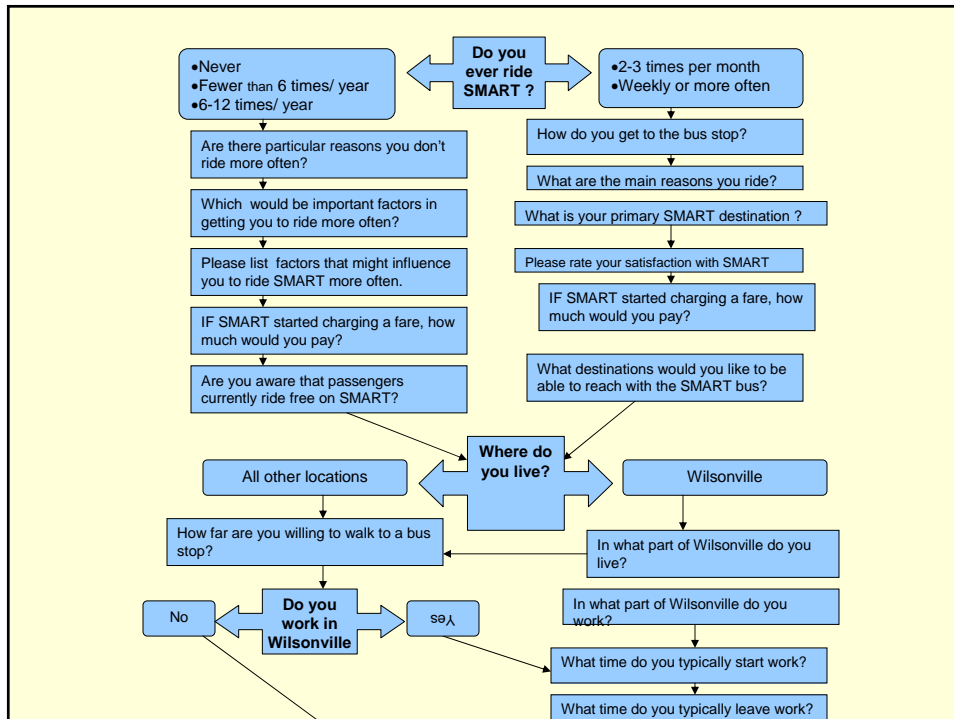 Do you
ever ride
SMART ?
•Never
•Fewer than 6 times/ year
•6-12 times/ year
•2-3 times per month
•Weekly or more often
Are there particular reasons you don't
ride more often?
Which would be important factors in
getting you to ride more often?
Please list factors that might influence
you to ride SMART more often.
IF SMART started charging a fare, how
much would you pay?
Are you aware that passengers
currently ride free on SMART?
How do you get to the bus stop?
What are the main reasons you ride?
What is your primary SMART destination ?
Please rate your satisfaction with SMART
IF SMART started charging a fare, how
much would you pay?
What destinations would you like to be
able to reach with the SMART bus?
Where do
you live?
All other locations
Wilsonville
How far are you willing to walk to a bus
stop?
In what part of Wilsonville do you
live?
Do you
work in
Wilsonville
No
Yes
In what part of Wilsonville do you
work?
What time do you typically start work?
What time do you typically leave work?